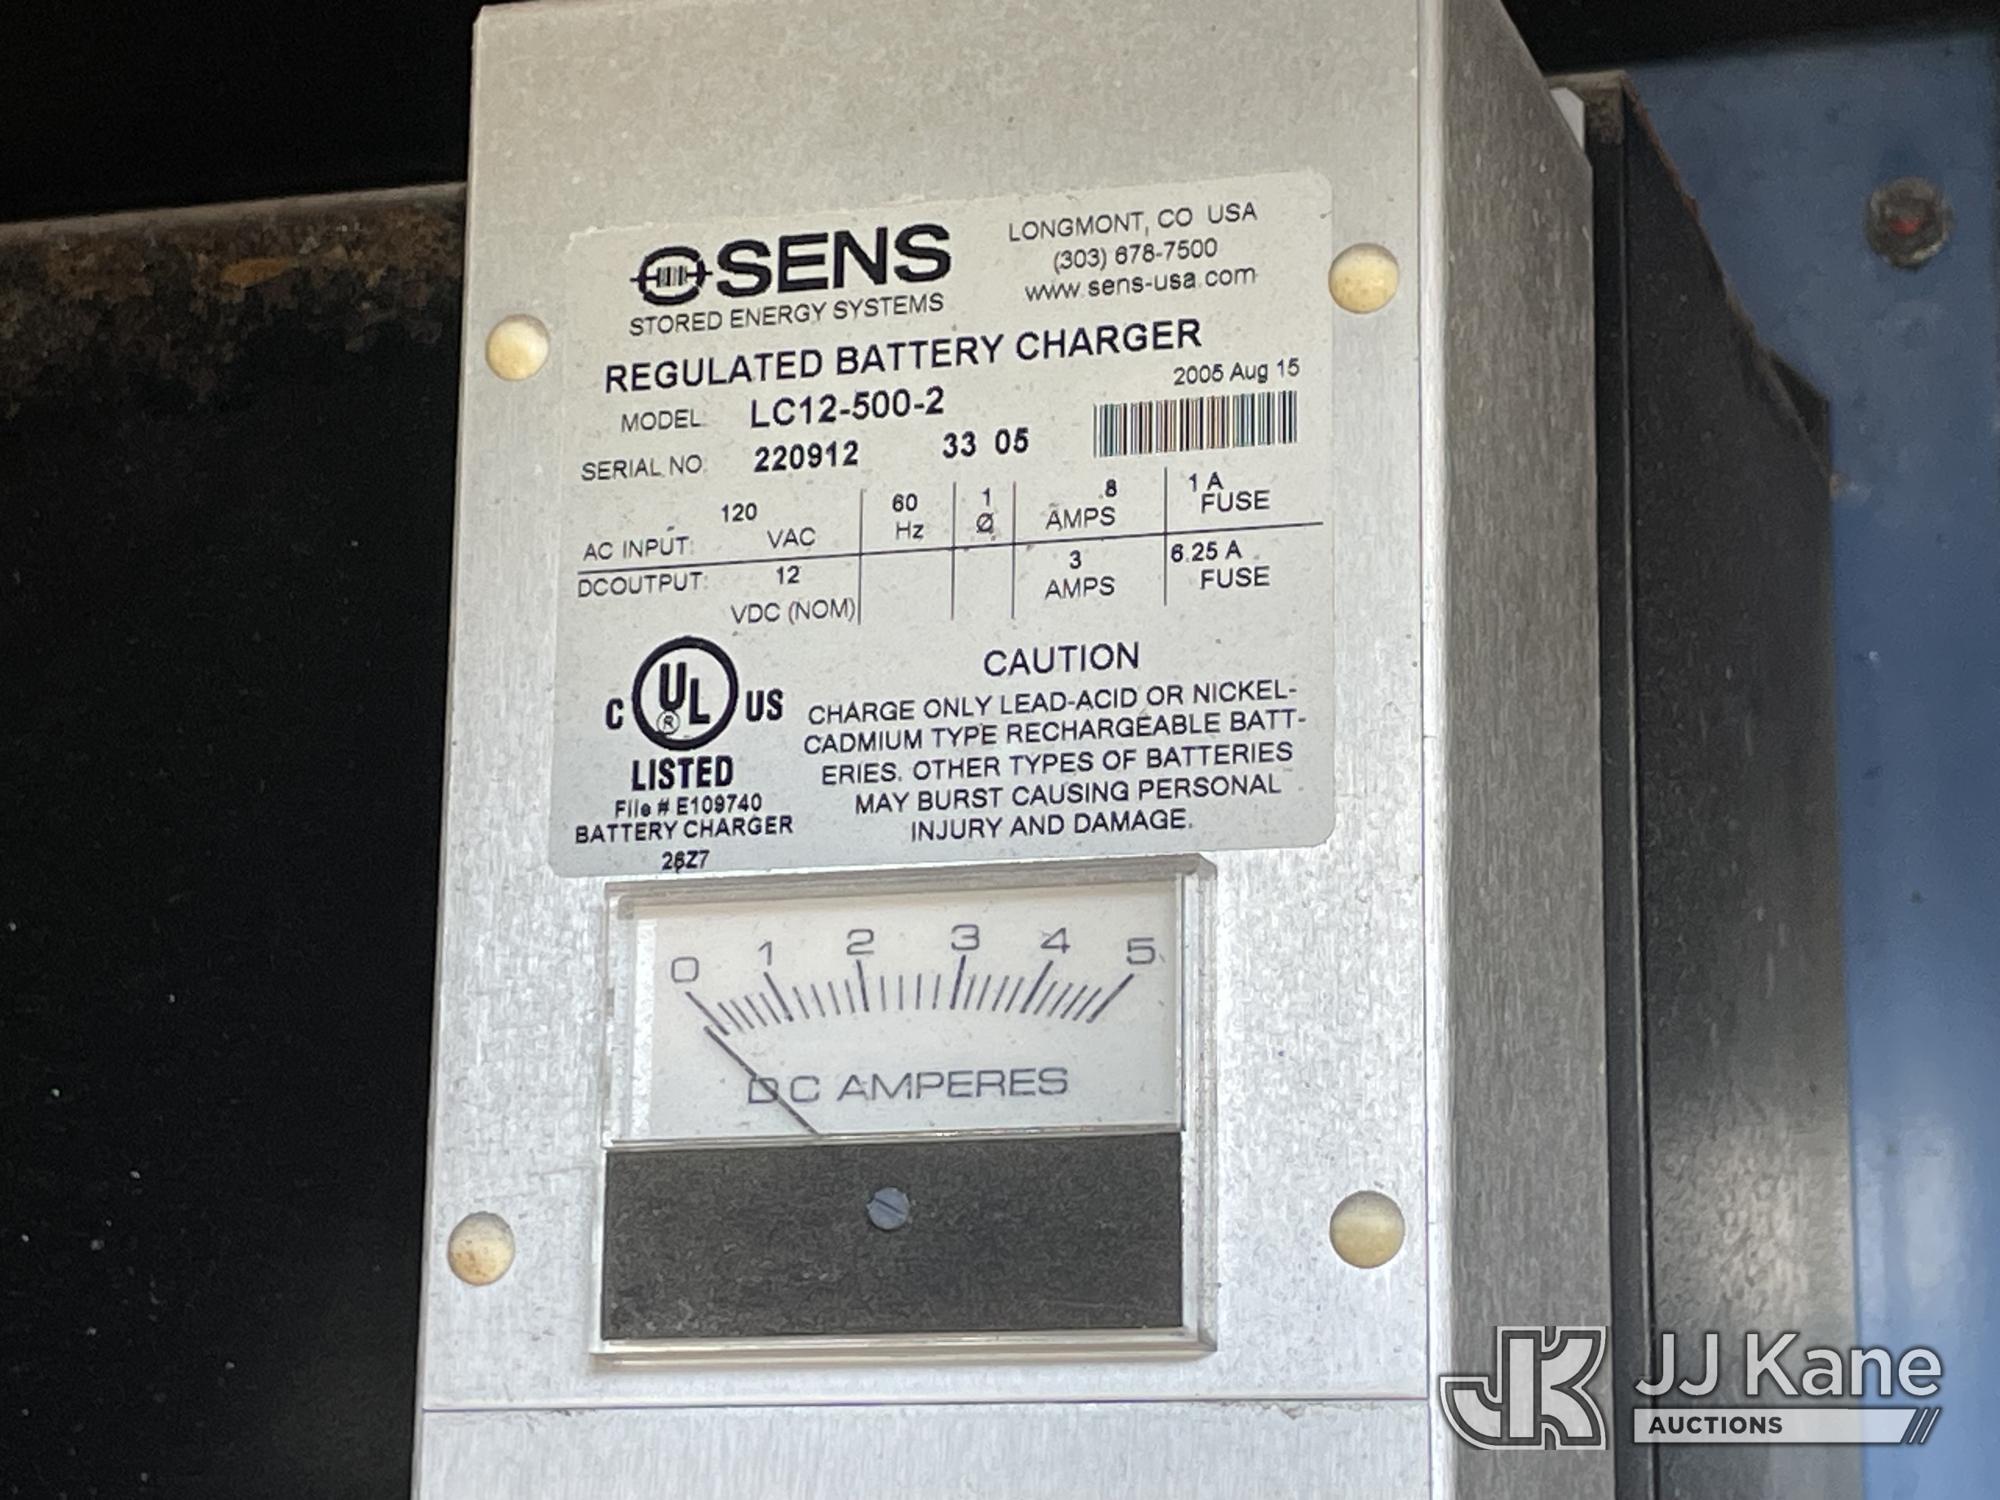 SENS
STORED ENERGY SYSTEMS
LONGMONT, CO USA
(303) 678-7500
www.sens-usa.com
REGULATED BATTERY CHARGER
2005 Aug 15
MODEL LC12-500-2
SERIAL NO. 220912 33 05
AC INPUT: 120 VAC 60 Hz 1 Ø .8 AMPS 1 A FUSE
DCOUTPUT: 12 VDC (NOM) 3 AMPS 6.25 A FUSE
C UL ® US
LISTED
File # E109740
BATTERY CHARGER
26Z7
CAUTION
CHARGE ONLY LEAD-ACID OR NICKEL-
CADMIUM TYPE RECHARGEABLE BATT-
ERIES. OTHER TYPES OF BATTERIES
MAY BURST CAUSING PERSONAL
INJURY AND DAMAGE.
0 1 2 3 4 5
DC AMPERES
JK JJ Kane
AUCTIONS